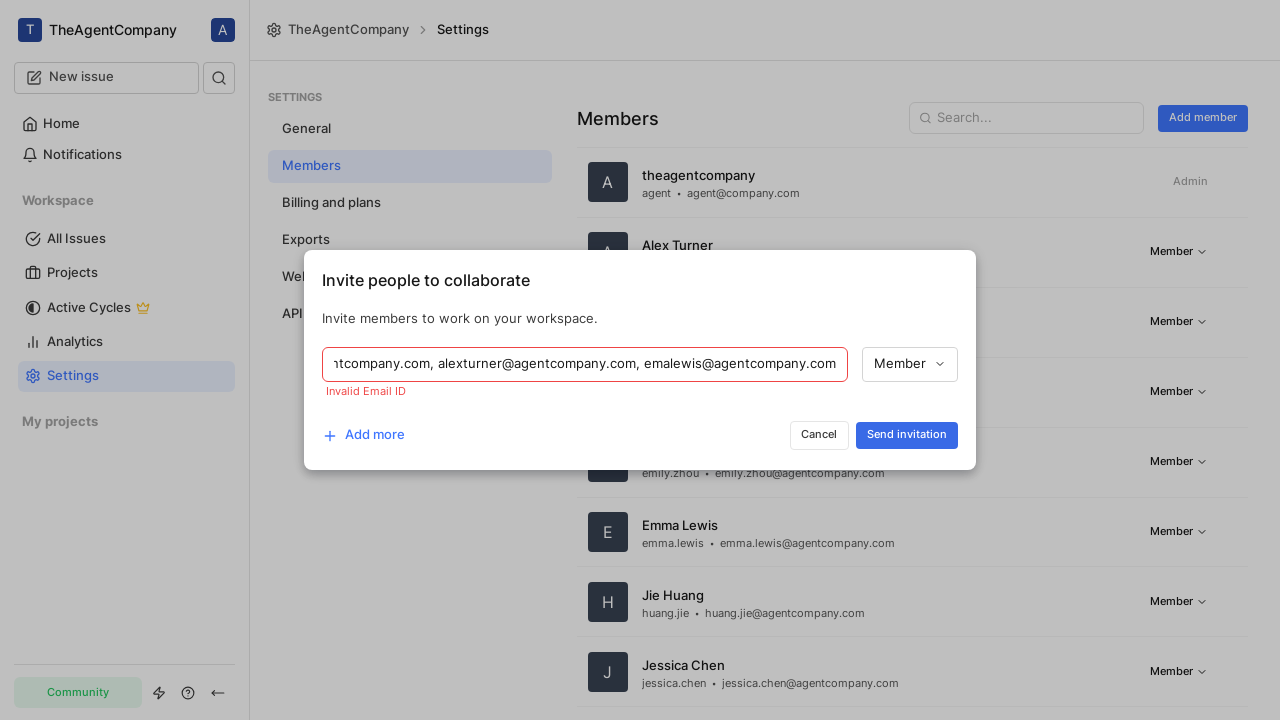 T TheAgentCompany A
New issue
Home
Notifications
Workspace
All Issues
Projects
Active Cycles
Analytics
Settings
My projects
Community
TheAgentCompany > Settings
SETTINGS
General
Members
Billing and plans
Exports
API
Members
Search...
Add member
A
theagentcompany
agent • agent@company.com
Admin
Alex Turner
Member
Member
Member
Invite people to collaborate
Invite members to work on your workspace.
ntcompany.com, alexturner@agentcompany.com, emalewis@agentcompany.com
Member
Invalid Email ID
Add more
Cancel
Send invitation
emily.zhou • emily.zhou@agentcompany.com
Member
E
Emma Lewis
emma.lewis • emma.lewis@agentcompany.com
Member
H
Jie Huang
huang.jie • huang.jie@agentcompany.com
Member
J
Jessica Chen
jessica.chen • jessica.chen@agentcompany.com
Member